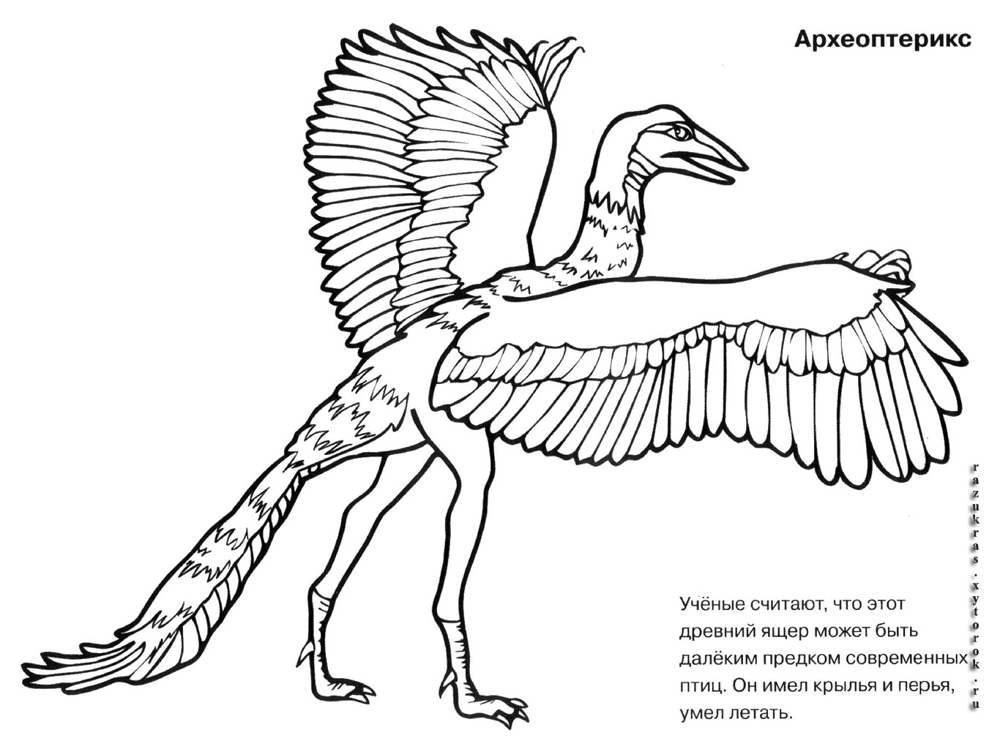 Археоптерикс
Учёные считают, что этот
древний ящер может быть
далёким предком современных
птиц. Он имел крылья и перья,
умел летать.
razukras.xytorok.ru